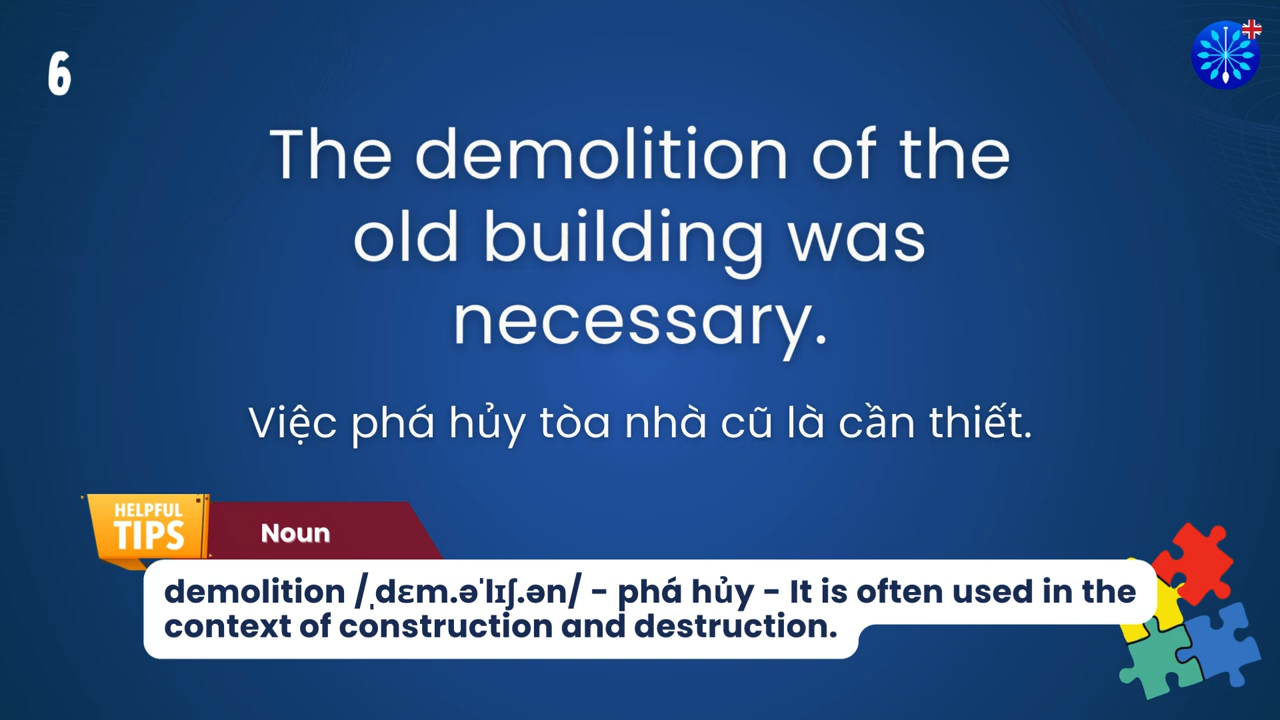 6
The demolition of the
old building was
necessary.
Việc phá hủy tòa nhà cũ là cần thiết.
HELPFUL
TIPS
Noun
demolition /ˌdɛm.əˈlɪʃ.ən/ - phá hủy - It is often used in the
context of construction and destruction.